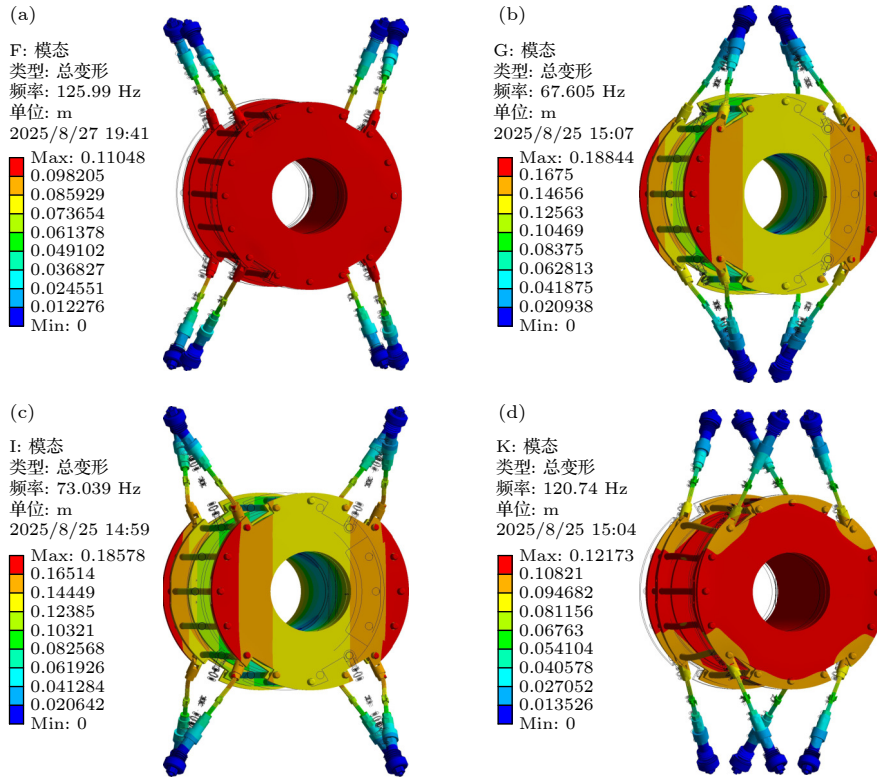 (a)
F: 模态
类型: 总变形
频率: 125.99 Hz
单位: m
2025/8/27 19:41
Max: 0.11048
0.098205
0.085929
0.073654
0.061378
0.049102
0.036827
0.024551
0.012276
Min: 0
(b)
G: 模态
类型: 总变形
频率: 67.605 Hz
单位: m
2025/8/25 15:07
Max: 0.18844
0.1675
0.14656
0.12563
0.10469
0.08375
0.062813
0.041875
0.020938
Min: 0
(c)
I: 模态
类型: 总变形
频率: 73.039 Hz
单位: m
2025/8/25 14:59
Max: 0.18578
0.16514
0.14449
0.12385
0.10321
0.082568
0.061926
0.041284
0.020642
Min: 0
(d)
K: 模态
类型: 总变形
频率: 120.74 Hz
单位: m
2025/8/25 15:04
Max: 0.12173
0.10821
0.094682
0.081156
0.06763
0.054104
0.040578
0.027052
0.013526
Min: 0